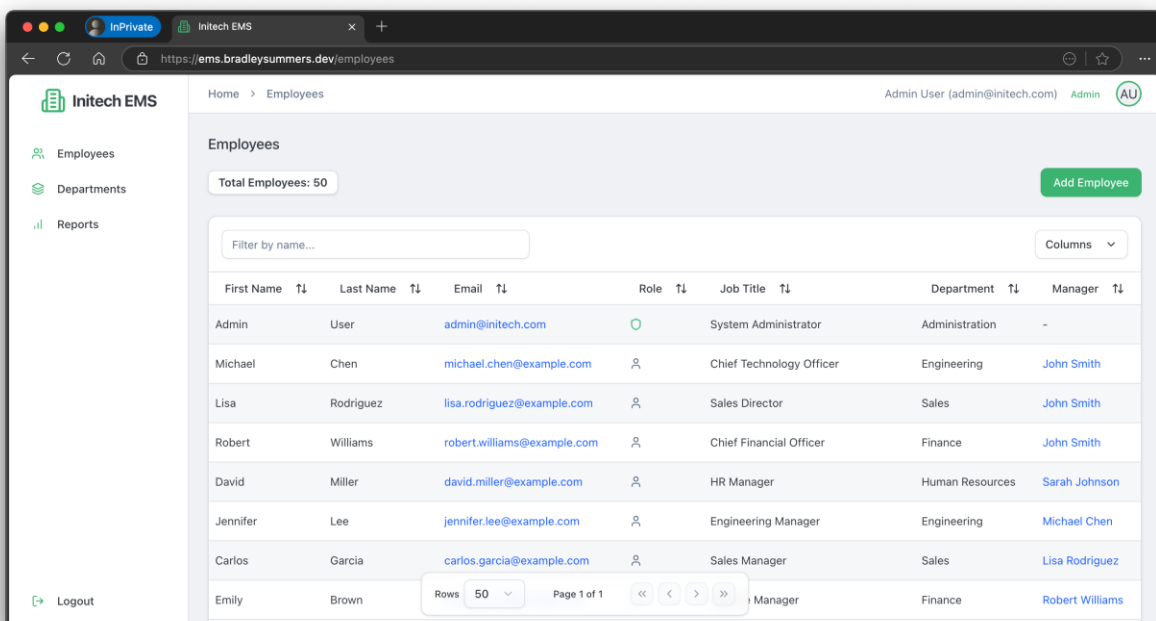 InPrivate
Initech EMS
https://ems.bradleysummers.dev/employees
Initech EMS
Home > Employees
Admin User (admin@initech.com) Admin AU
Employees
Departments
Reports
Logout
Employees
Total Employees: 50
Add Employee
Filter by name...
Columns
First Name Last Name Email Role Job Title Department Manager
Admin User admin@initech.com System Administrator Administration -
Michael Chen michael.chen@example.com Chief Technology Officer Engineering John Smith
Lisa Rodriguez lisa.rodriguez@example.com Sales Director Sales John Smith
Robert Williams robert.williams@example.com Chief Financial Officer Finance John Smith
David Miller david.miller@example.com HR Manager Human Resources Sarah Johnson
Jennifer Lee jennifer.lee@example.com Engineering Manager Engineering Michael Chen
Carlos Garcia carlos.garcia@example.com Sales Manager Sales Lisa Rodriguez
Emily Brown Manager Finance Robert Williams
Rows 50 Page 1 of 1